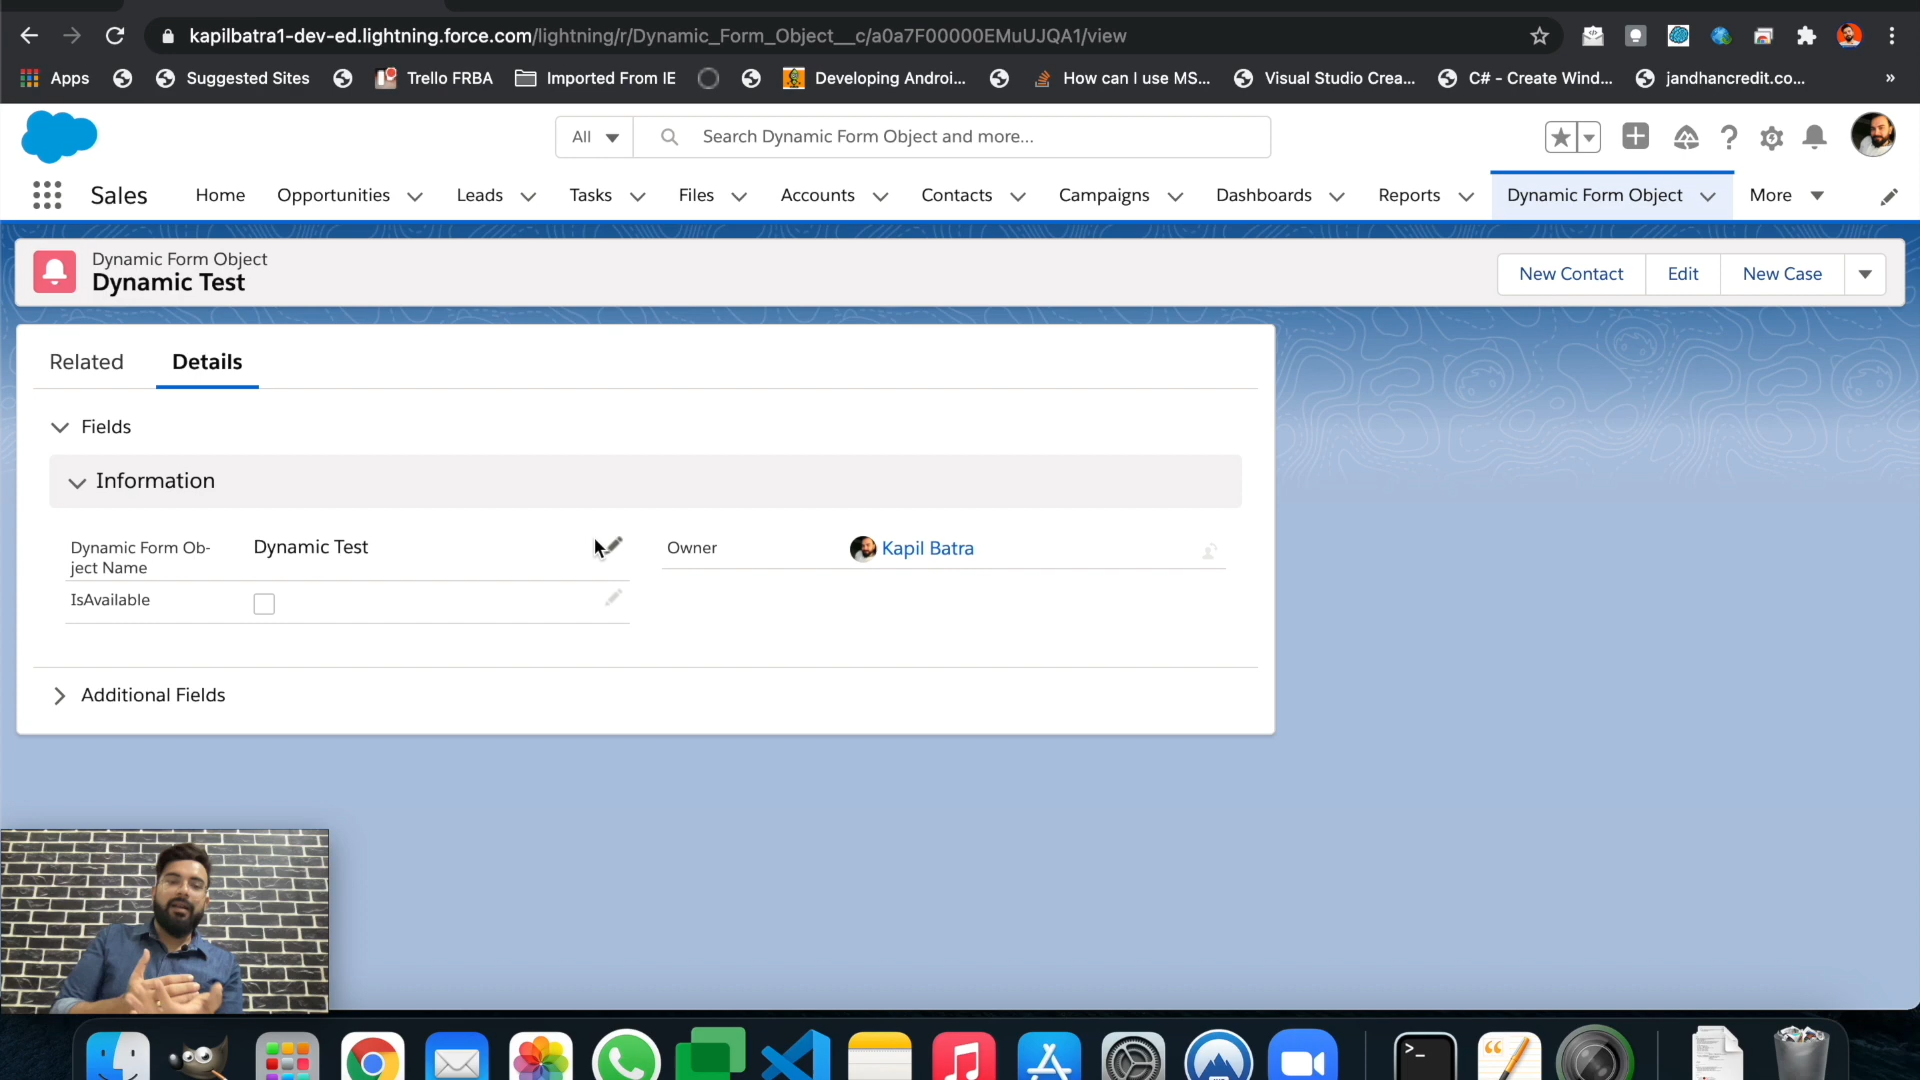 kapilbatra1-dev-ed.lightning.force.com/lightning/r/Dynamic_Form_Object__c/a0a7F00000EMuUJQA1/view
Apps Suggested Sites Trello FRBA Imported From IE Developing Androi... How can I use MS... Visual Studio Crea... C# - Create Wind... jandhancredit.co... »
All Search Dynamic Form Object and more...
Sales Home Opportunities Leads Tasks Files Accounts Contacts Campaigns Dashboards Reports Dynamic Form Object More
Dynamic Form Object
Dynamic Test
New Contact Edit New Case
Related Details
Fields
Information
Dynamic Form Ob-
ject Name
Dynamic Test
Owner Kapil Batra
IsAvailable
Additional Fields